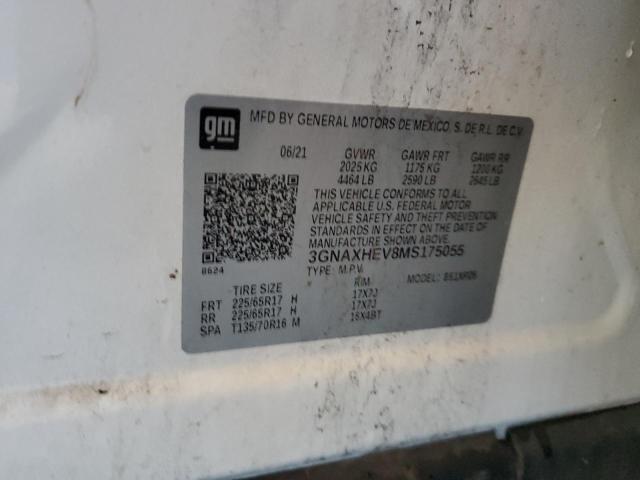 gm
MFD BY GENERAL MOTORS DE MEXICO, S. DE R.L. DE C.V.
06/21 GVWR GAWR FRT GAWR RR
2025 KG 1175 KG 1200 KG
4464 LB 2590 LB 2645 LB
THIS VEHICLE CONFORMS TO ALL
APPLICABLE U.S. FEDERAL MOTOR
VEHICLE SAFETY AND THEFT PREVENTION
STANDARDS IN EFFECT ON THE DATE OF
MANUFACTURE SHOWN ABOVE.
3GNAXHEV8MS175055
8624
TYPE: M.P.V. MODEL:
TIRE SIZE RIM
FRT 225/65R17 H 17X7J
RR 225/65R17 H 17X7J
SPA T135/70R16 M 16X4BT